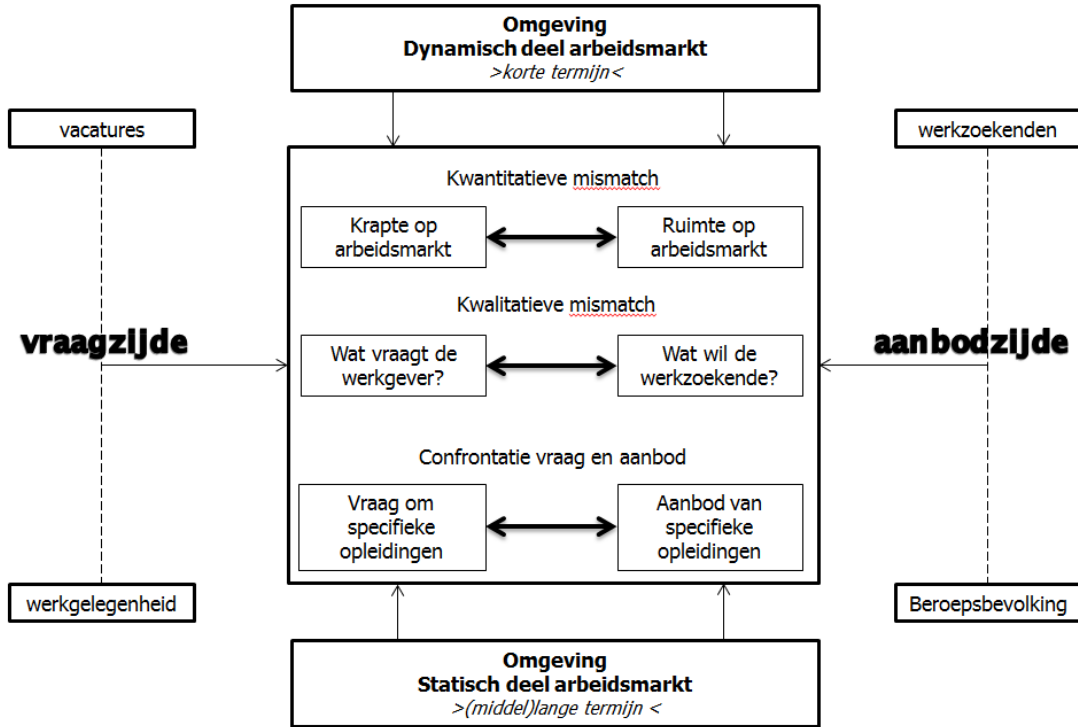 Omgeving
Dynamisch deel arbeidsmarkt
>korte termijn<
vacatures
werkzoekenden
Kwantitatieve mismatch
Krapte op
arbeidsmarkt
Ruimte op
arbeidsmarkt
Kwalitatieve mismatch
vraagzijde
aanbodzijde
Wat vraagt de
werkgever?
Wat wil de
werkzoekende?
Confrontatie vraag en aanbod
Vraag om
specifieke
opleidingen
Aanbod van
specifieke
opleidingen
werkgelegenheid
Beroepsbevolking
Omgeving
Statisch deel arbeidsmarkt
>(middel)lange termijn <